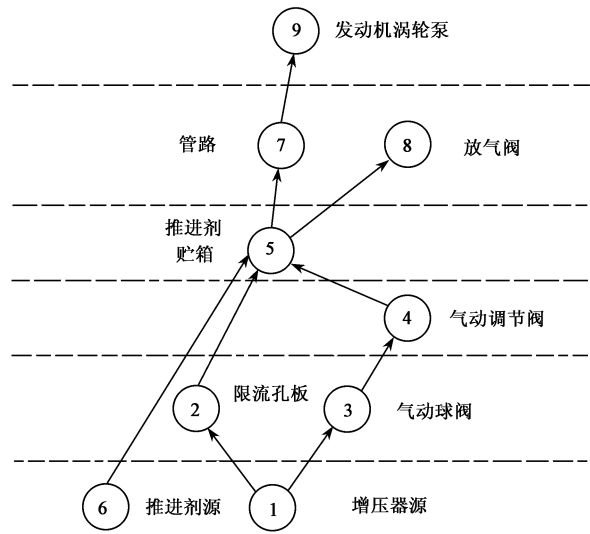 9 发动机涡轮泵
管路 7 8 放气阀
推进剂
贮箱 5
4 气动调节阀
2 限流孔板 3 气动球阀
6 推进剂源 1 增压器源